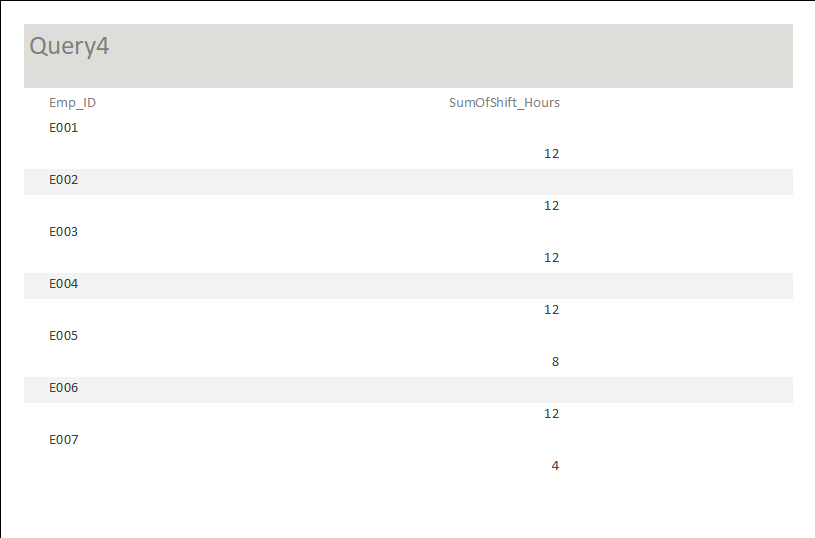 Query4
Emp_ID SumOfShift_Hours
E001
12
E002
12
E003
12
E004
12
E005
8
E006
12
E007
4